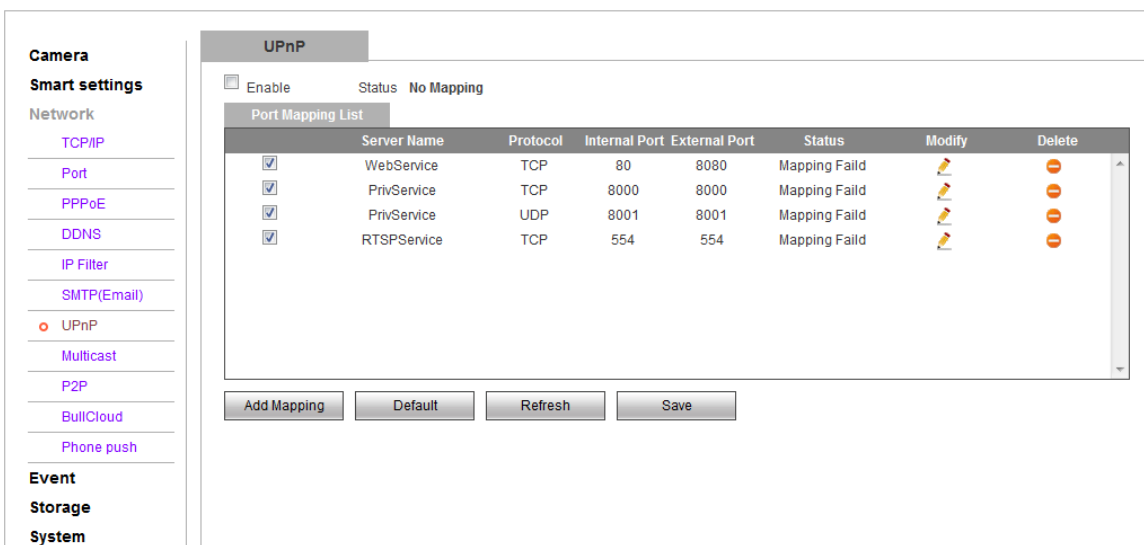 UPnP
Camera
Smart settings
Network
TCP/IP
Port
PPPoE
DDNS
IP Filter
SMTP(Email)
UPnP
Multicast
P2P
BullCloud
Phone push
Event
Storage
System
Enable Status No Mapping
Port Mapping List
Server Name Protocol Internal Port External Port Status Modify Delete
WebService TCP 80 8080 Mapping Faild
PrivService TCP 8000 8000 Mapping Faild
PrivService UDP 8001 8001 Mapping Faild
RTSPService TCP 554 554 Mapping Faild
Add Mapping Default Refresh Save